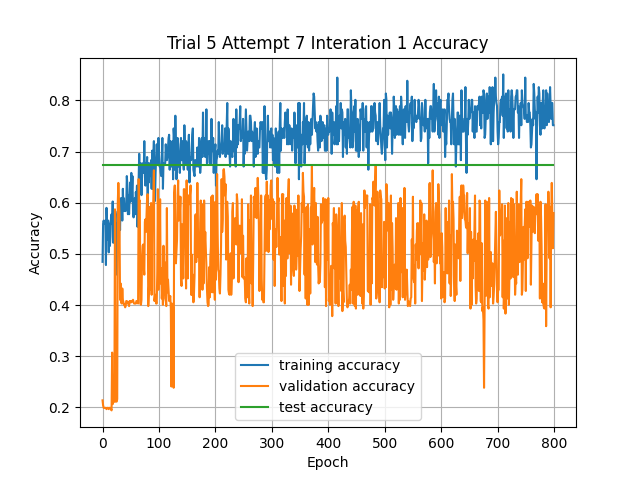 Trial 5 Attempt 7 Interation 1 Accuracy
Accuracy
0.8
0.7
0.6
0.5
0.4
0.3
0.2
training accuracy
validation accuracy
test accuracy
0 100 200 300 400 500 600 700 800
Epoch